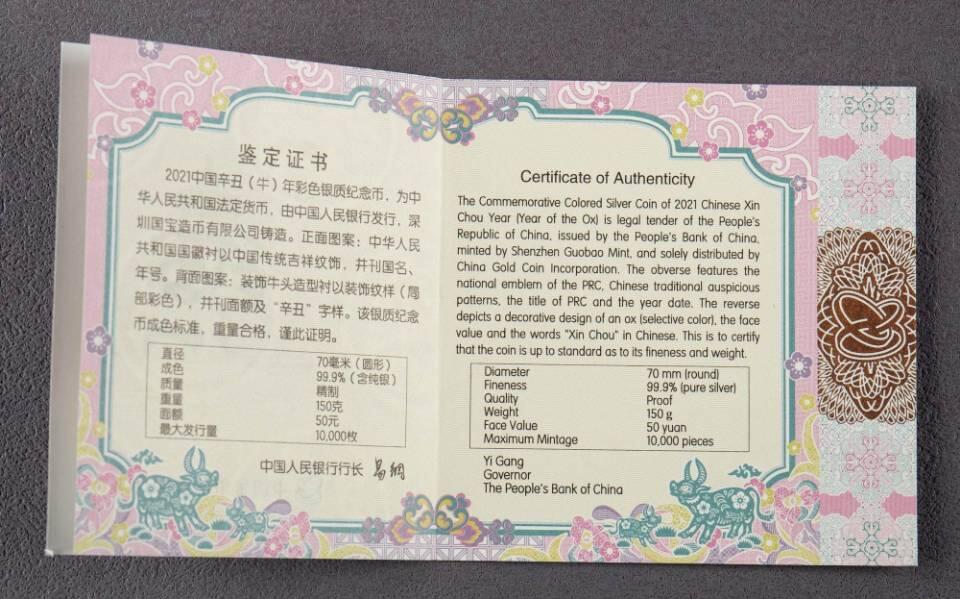 鉴定证书
2021中国辛丑（牛）年彩色银质纪念币，为中
华人民共和国法定货币，由中国人民银行发行，深
圳国宝造币有限公司铸造。正面图案：中华人民
共和国国徽衬以中国传统吉祥纹饰，并刊国名、
年号。背面图案：装饰牛头造型衬以装饰纹样（局
部彩色），并刊面额及“辛丑”字样。该银质纪念
币成色标准，重量合格，谨此证明。
直径 70毫米（圆形）
成色 99.9%（含纯银）
质量 精制
重量 150克
面额 50元
最大发行量 10,000枚
中国人民银行行长 易纲
Certificate of Authenticity
The Commemorative Colored Silver Coin of 2021 Chinese Xin
Chou Year (Year of the Ox) is legal tender of the People's
Republic of China, issued by the People's Bank of China,
minted by Shenzhen Guobao Mint, and solely distributed by
China Gold Coin Incorporation. The obverse features the
national emblem of the PRC, Chinese traditional auspicious
patterns, the title of PRC and the year date. The reverse
depicts a decorative design of an ox (selective color), the face
value and the words "Xin Chou" in Chinese. This is to certify
that the coin is up to standard as to its fineness and weight.
Diameter 70 mm (round)
Fineness 99.9% (pure silver)
Quality Proof
Weight 150 g
Face Value 50 yuan
Maximum Mintage 10,000 pieces
Yi Gang
Governor
The People's Bank of China